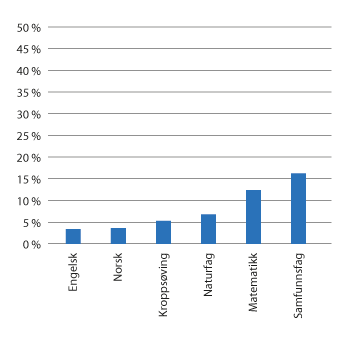 50 %
45 %
40 %
35 %
30 %
25 %
20 %
15 %
10 %
5 %
0 %
Engelsk
Norsk
Kroppsøving
Naturfag
Matematikk
Samfunnsfag